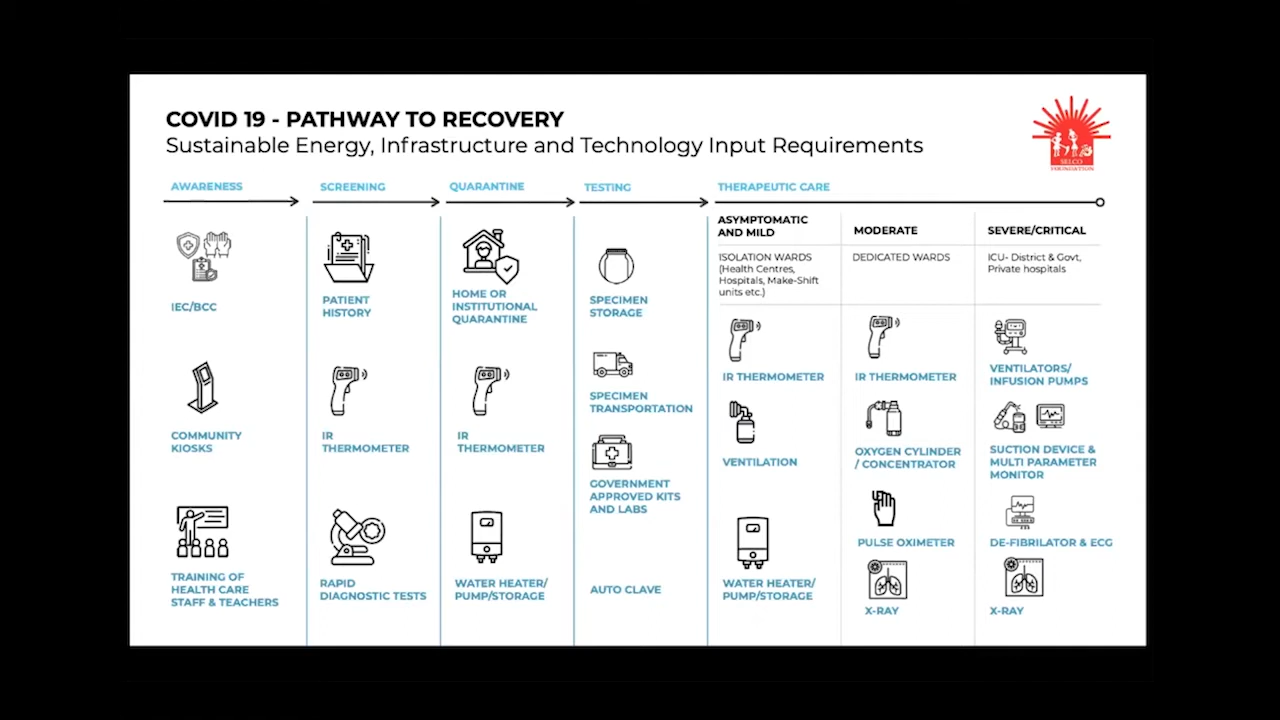 COVID 19 - PATHWAY TO RECOVERY
Sustainable Energy, Infrastructure and Technology Input Requirements
SELCO
FOUNDATION
AWARENESS
IEC/BCC
COMMUNITY
KIOSKS
TRAINING OF
HEALTH CARE
STAFF & TEACHERS
SCREENING
PATIENT
HISTORY
IR
THERMOMETER
RAPID
DIAGNOSTIC TESTS
QUARANTINE
HOME OR
INSTITUTIONAL
QUARANTINE
IR
THERMOMETER
WATER HEATER/
PUMP/STORAGE
TESTING
SPECIMEN
STORAGE
SPECIMEN
TRANSPORTATION
GOVERNMENT
APPROVED KITS
AND LABS
AUTO CLAVE
THERAPEUTIC CARE
ASYMPTOMATIC
AND MILD
ISOLATION WARDS
(Health Centres,
Hospitals, Make-Shift
units etc.)
IR THERMOMETER
VENTILATION
WATER HEATER/
PUMP/STORAGE
MODERATE
DEDICATED WARDS
IR THERMOMETER
OXYGEN CYLINDER
/ CONCENTRATOR
PULSE OXIMETER
X-RAY
SEVERE/CRITICAL
ICU- District & Govt,
Private hospitals
VENTILATORS/
INFUSION PUMPS
SUCTION DEVICE &
MULTI PARAMETER
MONITOR
DE-FIBRILATOR & ECG
X-RAY